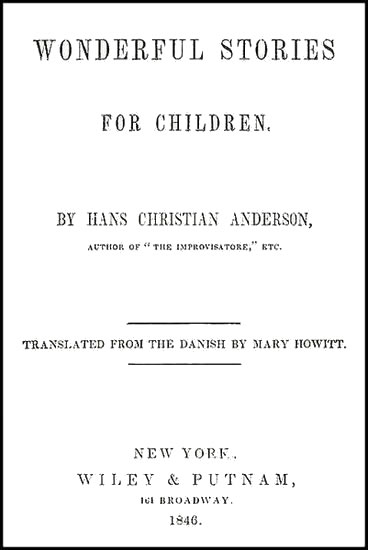 WONDERFUL STORIES
FOR CHILDREN.
BY HANS CHRISTIAN ANDERSON,
AUTHOR OF "THE IMPROVISATORE," ETC.
TRANSLATED FROM THE DANISH BY MARY HOWITT.
NEW YORK.
WILEY & PUTNAM,
161 BROADWAY.
1846.